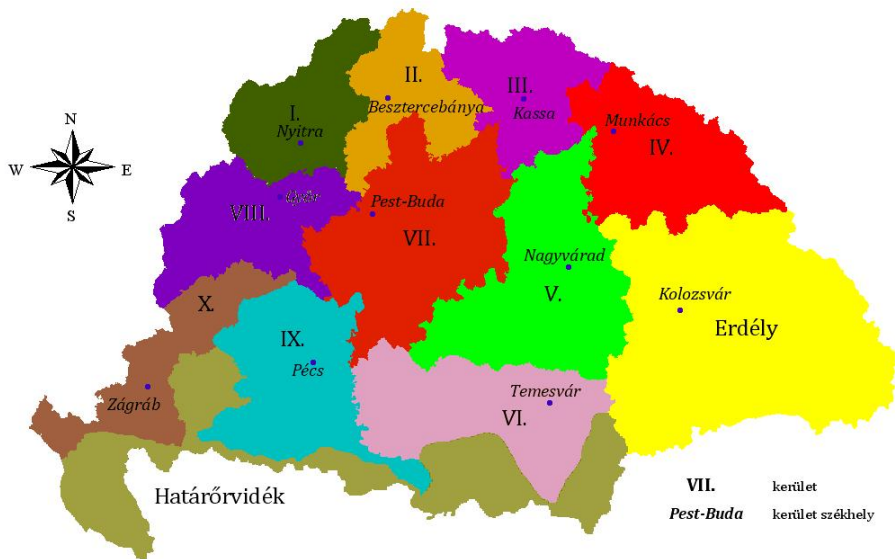 II.
Besztercebánya
III.
Kassa
I.
Nyitra
Munkács
IV.
N
W E
S
Győr
VIII.
Pest-Buda
VII.
Nagyvárad
V.
Kolozsvár
Erdély
X.
IX.
Pécs
Zágráb
Temesvár
VI.
Határőrvidék
VII. kerület
Pest-Buda kerület székhely